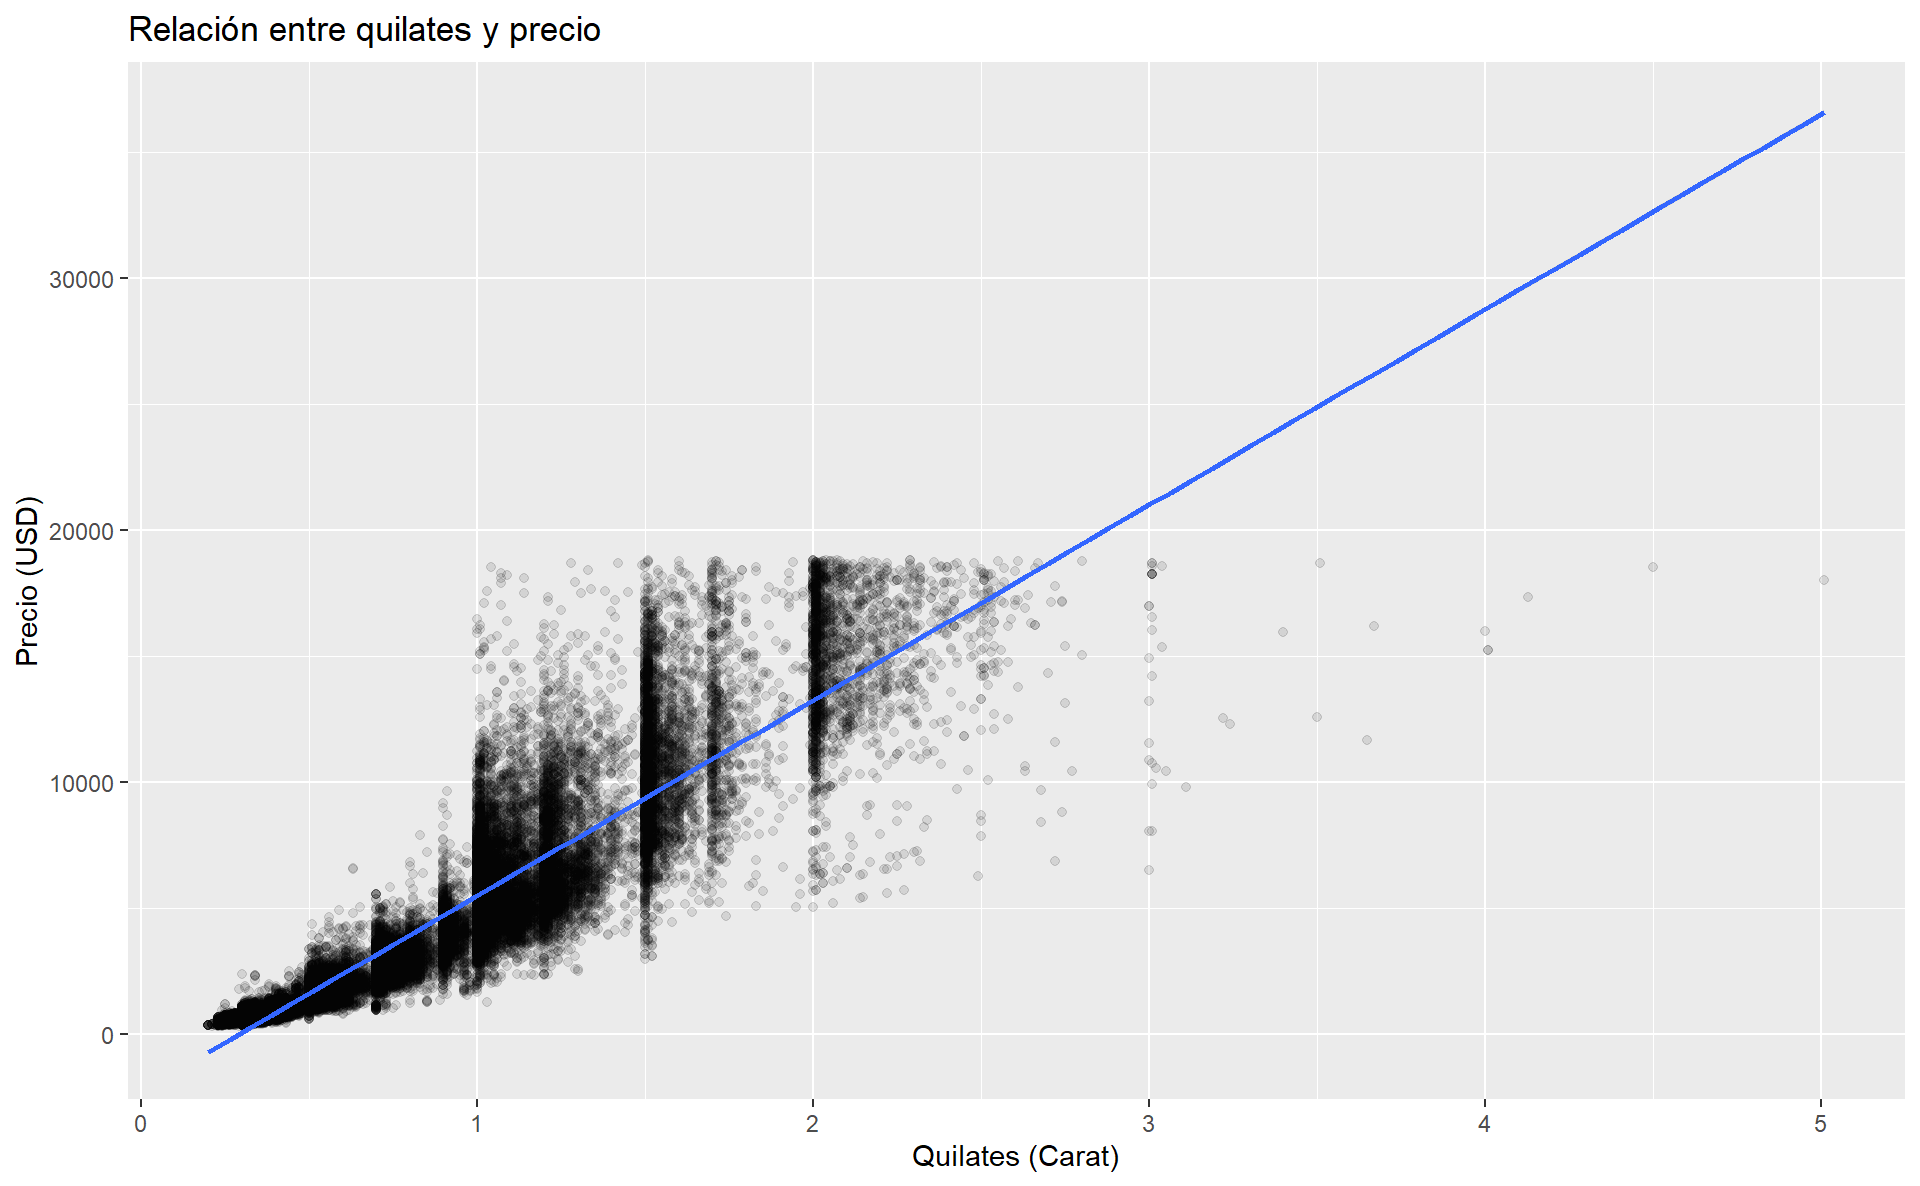 Relación entre quilates y precio
Precio (USD)
30000
20000
10000
0
0 1 2 3 4 5
Quilates (Carat)